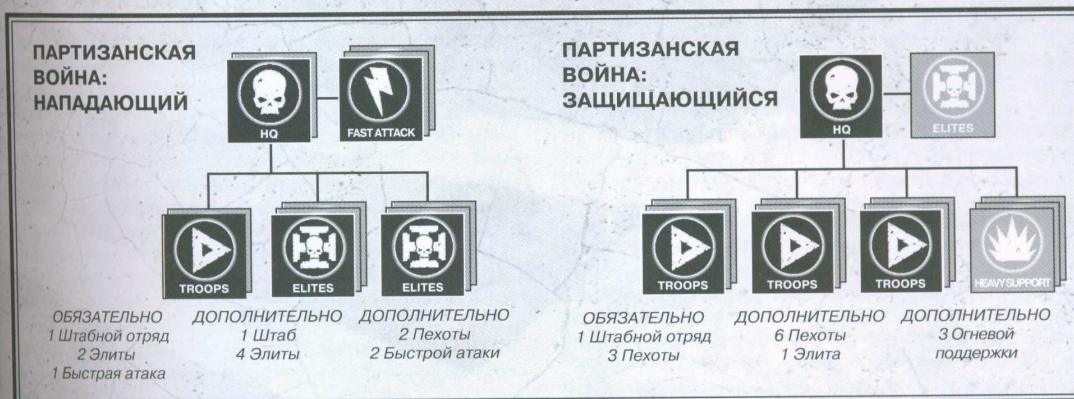 ПАРТИЗАНСКАЯ
ВОЙНА:
НАПАДАЮЩИЙ
HQ
FAST ATTACK
TROOPS
ELITES
ELITES
ОБЯЗАТЕЛЬНО
1 Штабной отряд
2 Элиты
1 Быстрая атака
ДОПОЛНИТЕЛЬНО
1 Штаб
4 Элиты
ДОПОЛНИТЕЛЬНО
2 Пехоты
2 Быстрой атаки
ПАРТИЗАНСКАЯ
ВОЙНА:
ЗАЩИЩАЮЩИЙСЯ
HQ
ELITES
TROOPS
TROOPS
TROOPS
HEAVY SUPPORT
ОБЯЗАТЕЛЬНО
1 Штабной отряд
3 Пехоты
ДОПОЛНИТЕЛЬНО
6 Пехоты
1 Элита
ДОПОЛНИТЕЛЬНО
3 Огневой
поддержки